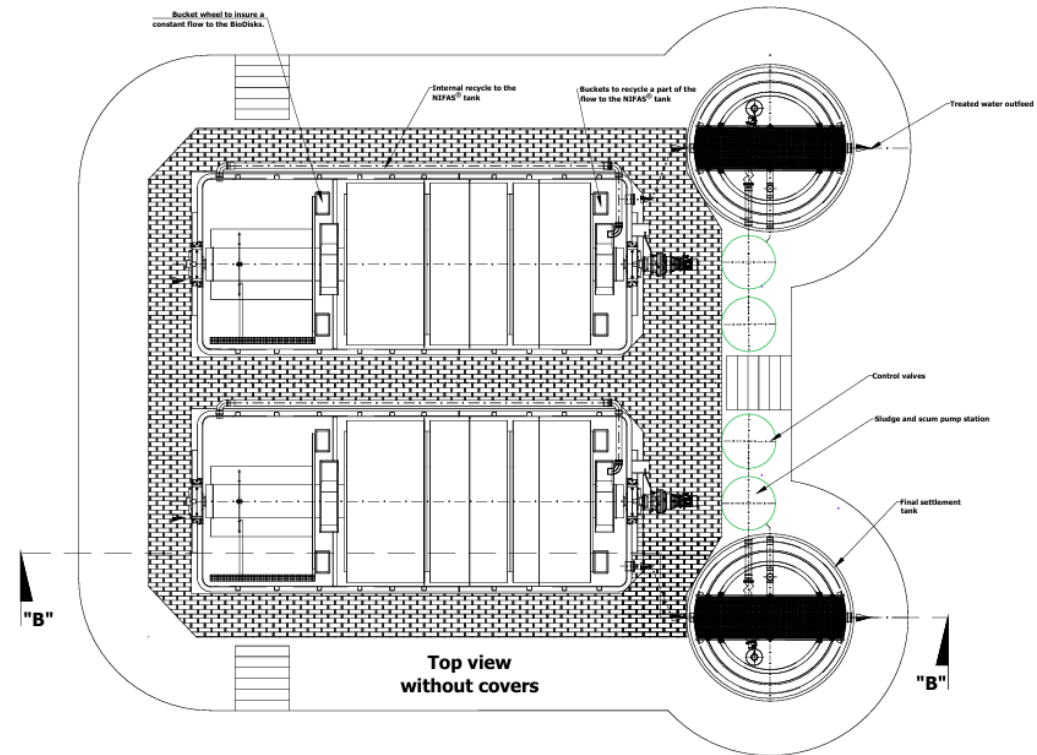 Bucket wheel to insure a
constant flow to the BioDisks.
Internal recycle to the
NIFAS® tank
Buckets to recycle a part of the
flow to the NIFAS® tank
Treated water outfeed
Control valves
Sludge and scum pump station
Final settlement
tank
"B"
"B"
Top view
without covers